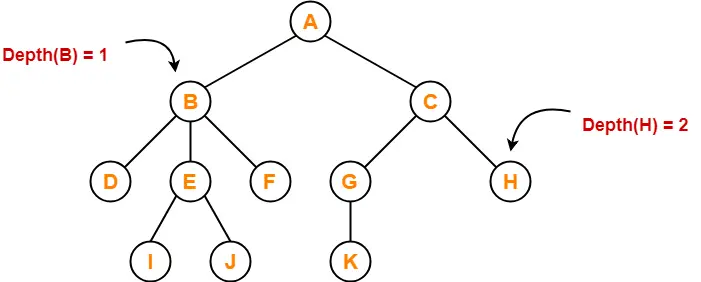 A
Depth(B) = 1
B
C
Depth(H) = 2
D
E
F
G
H
I
J
K